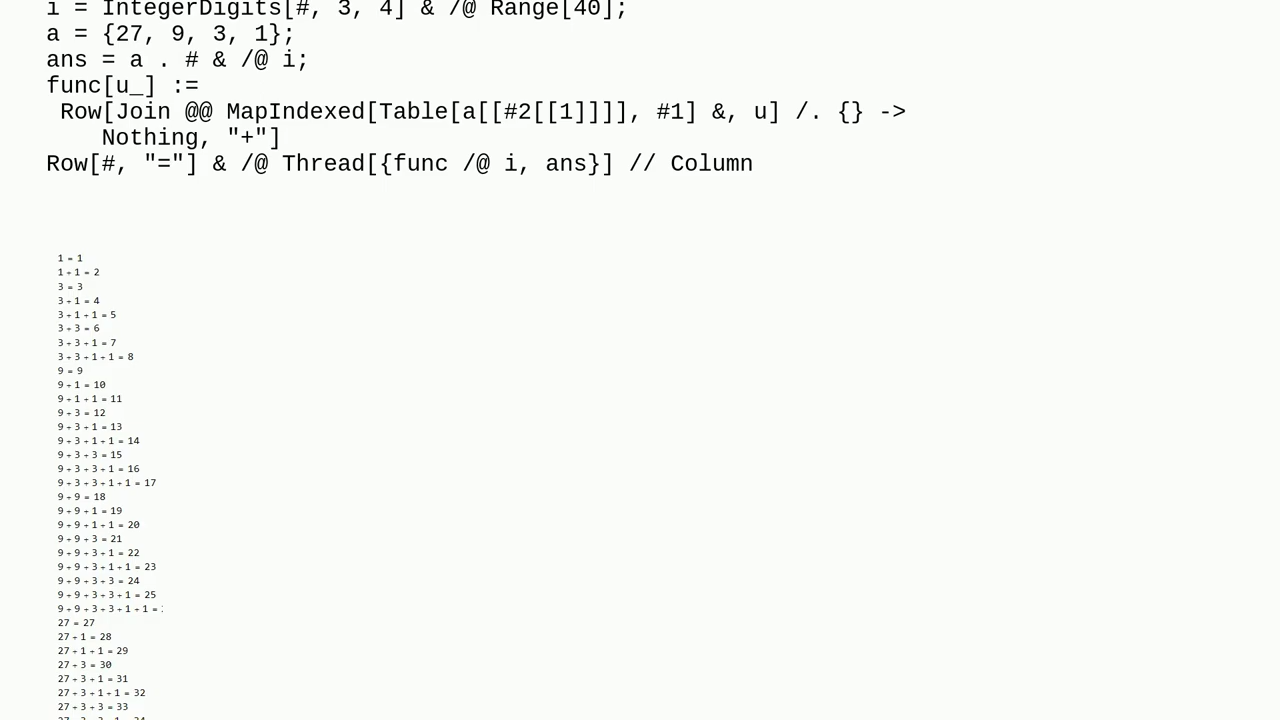 i = IntegerDigits[#, 3, 4] & /@ Range[40];
a = {27, 9, 3, 1};
ans = a . # & /@ i;
func[u_] :=
Row[Join @@ MapIndexed[Table[a[[#2[[1]]]], #1] &, u] /. {} ->
Nothing, "+"]
Row[#, "="] & /@ Thread[{func /@ i, ans}] // Column
1 = 1
1 + 1 = 2
3 = 3
3 + 1 = 4
3 + 1 + 1 = 5
3 + 3 = 6
3 + 3 + 1 = 7
3 + 3 + 1 + 1 = 8
9 = 9
9 + 1 = 10
9 + 1 + 1 = 11
9 + 3 = 12
9 + 3 + 1 = 13
9 + 3 + 1 + 1 = 14
9 + 3 + 3 = 15
9 + 3 + 3 + 1 = 16
9 + 3 + 3 + 1 + 1 = 17
9 + 9 = 18
9 + 9 + 1 = 19
9 + 9 + 1 + 1 = 20
9 + 9 + 3 = 21
9 + 9 + 3 + 1 = 22
9 + 9 + 3 + 1 + 1 = 23
9 + 9 + 3 + 3 = 24
9 + 9 + 3 + 3 + 1 = 25
9 + 9 + 3 + 3 + 1 + 1 =
27 = 27
27 + 1 = 28
27 + 1 + 1 = 29
27 + 3 = 30
27 + 3 + 1 = 31
27 + 3 + 1 + 1 = 32
27 + 3 + 3 = 33